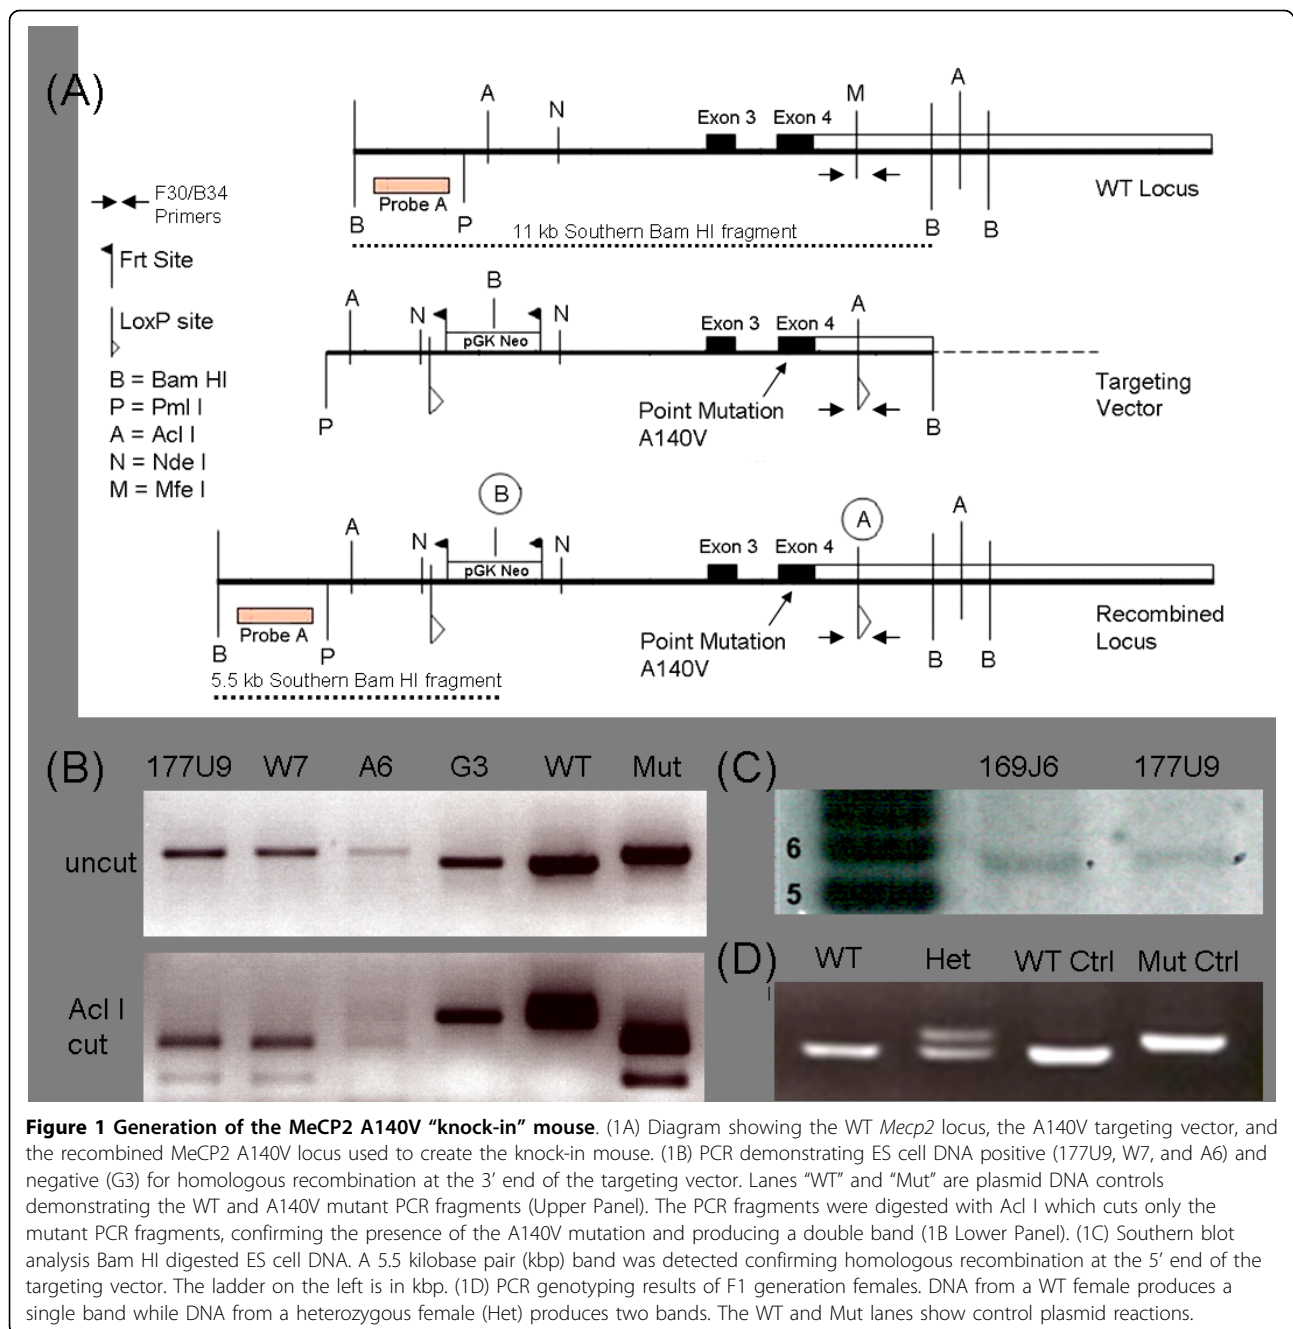 (A)
A
N
Exon 3
Exon 4
M
A
F30/B34
Primers
Probe A
B
P
WT Locus
B
B
11 kb Southern Bam HI fragment
Frt Site
LoxP site
B = Bam HI
P = Pml I
A = Acl I
N = Nde I
M = Mfe I
A
N
B
N
pGK Neo
Exon 3
Exon 4
A
P
Point Mutation
A140V
B
Targeting
Vector
A
N
B
N
pGK Neo
Exon 3
Exon 4
A
A
Probe A
B
P
Point Mutation
A140V
B
B
Recombined
Locus
5.5 kb Southern Bam HI fragment
(B)
177U9 W7 A6 G3 WT Mut
uncut
Acl I
cut
(C)
169J6 177U9
6
5
(D)
WT Het WT Ctrl Mut Ctrl
Figure 1 Generation of the MeCP2 A140V “knock-in” mouse. (1A) Diagram showing the WT Mecp2 locus, the A140V targeting vector, and
the recombined MeCP2 A140V locus used to create the knock-in mouse. (1B) PCR demonstrating ES cell DNA positive (177U9, W7, and A6) and
negative (G3) for homologous recombination at the 3’ end of the targeting vector. Lanes “WT” and “Mut” are plasmid DNA controls
demonstrating the WT and A140V mutant PCR fragments (Upper Panel). The PCR fragments were digested with Acl I which cuts only the
mutant PCR fragments, confirming the presence of the A140V mutation and producing a double band (1B Lower Panel). (1C) Southern blot
analysis Bam HI digested ES cell DNA. A 5.5 kilobase pair (kbp) band was detected confirming homologous recombination at the 5’ end of the
targeting vector. The ladder on the left is in kbp. (1D) PCR genotyping results of F1 generation females. DNA from a WT female produces a
single band while DNA from a heterozygous female (Het) produces two bands. The WT and Mut lanes show control plasmid reactions.